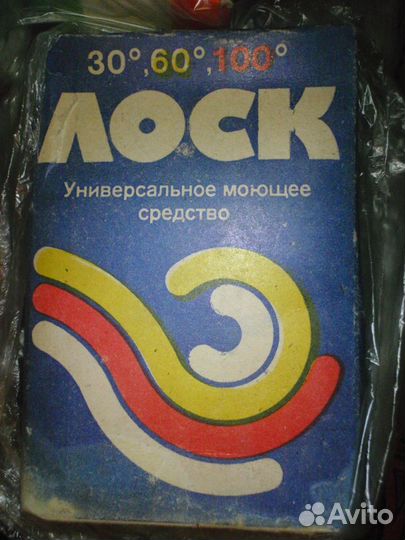 30°,60°,100°
ЛОСК
Универсальное моющее
средство
Avito